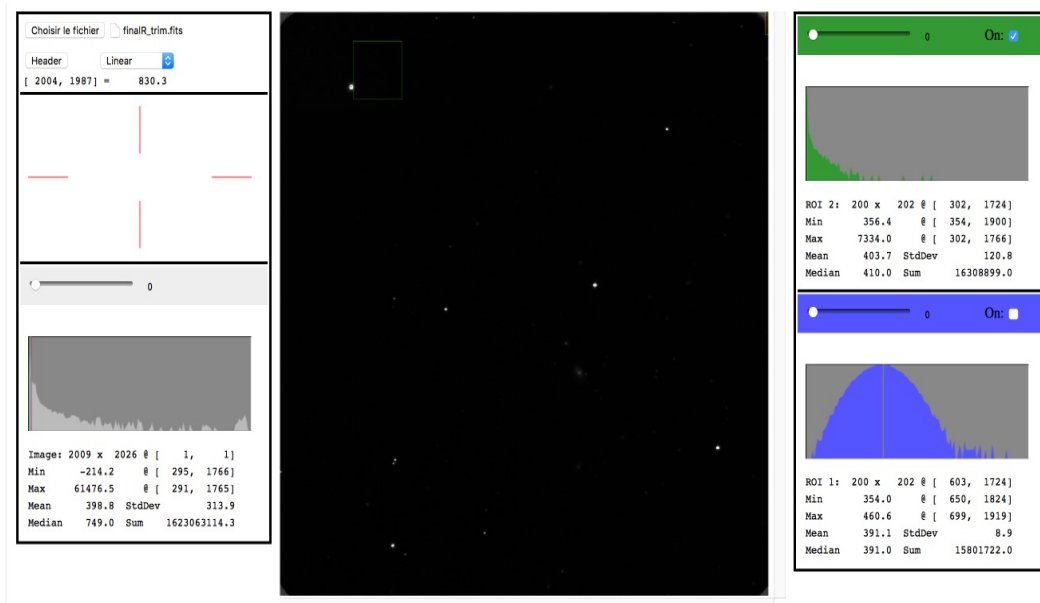 Choisir le fichier finalR_trim.fits
Header Linear
[ 2004, 1987] = 830.3
0
Image: 2009 x 2026 @ [ 1, 1]
Min -214.2 @ [ 295, 1766]
Max 61476.5 @ [ 291, 1765]
Mean 398.8 StdDev 313.9
Median 749.0 Sum 1623063114.3
0 On:
ROI 2: 200 x 202 @ [ 302, 1724]
Min 356.4 @ [ 354, 1900]
Max 7334.0 @ [ 302, 1766]
Mean 403.7 StdDev 120.8
Median 410.0 Sum 16308899.0
0 On:
ROI 1: 200 x 202 @ [ 603, 1724]
Min 354.0 @ [ 650, 1824]
Max 460.6 @ [ 699, 1919]
Mean 391.1 StdDev 8.9
Median 391.0 Sum 15801722.0